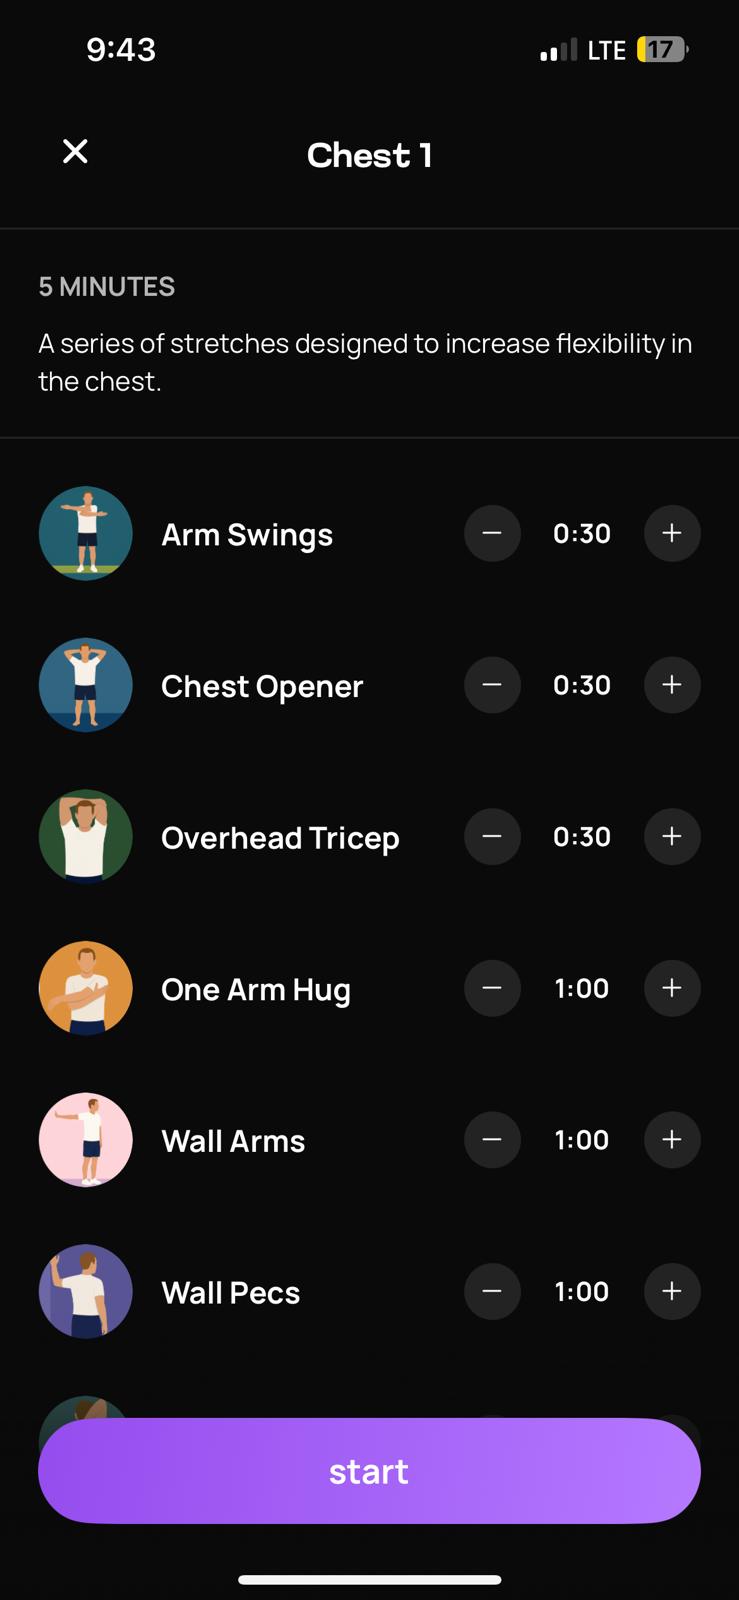 9:43
LTE 17
Chest 1
5 MINUTES
A series of stretches designed to increase flexibility in
the chest.
Arm Swings 0:30
Chest Opener 0:30
Overhead Tricep 0:30
One Arm Hug 1:00
Wall Arms 1:00
Wall Pecs 1:00
start